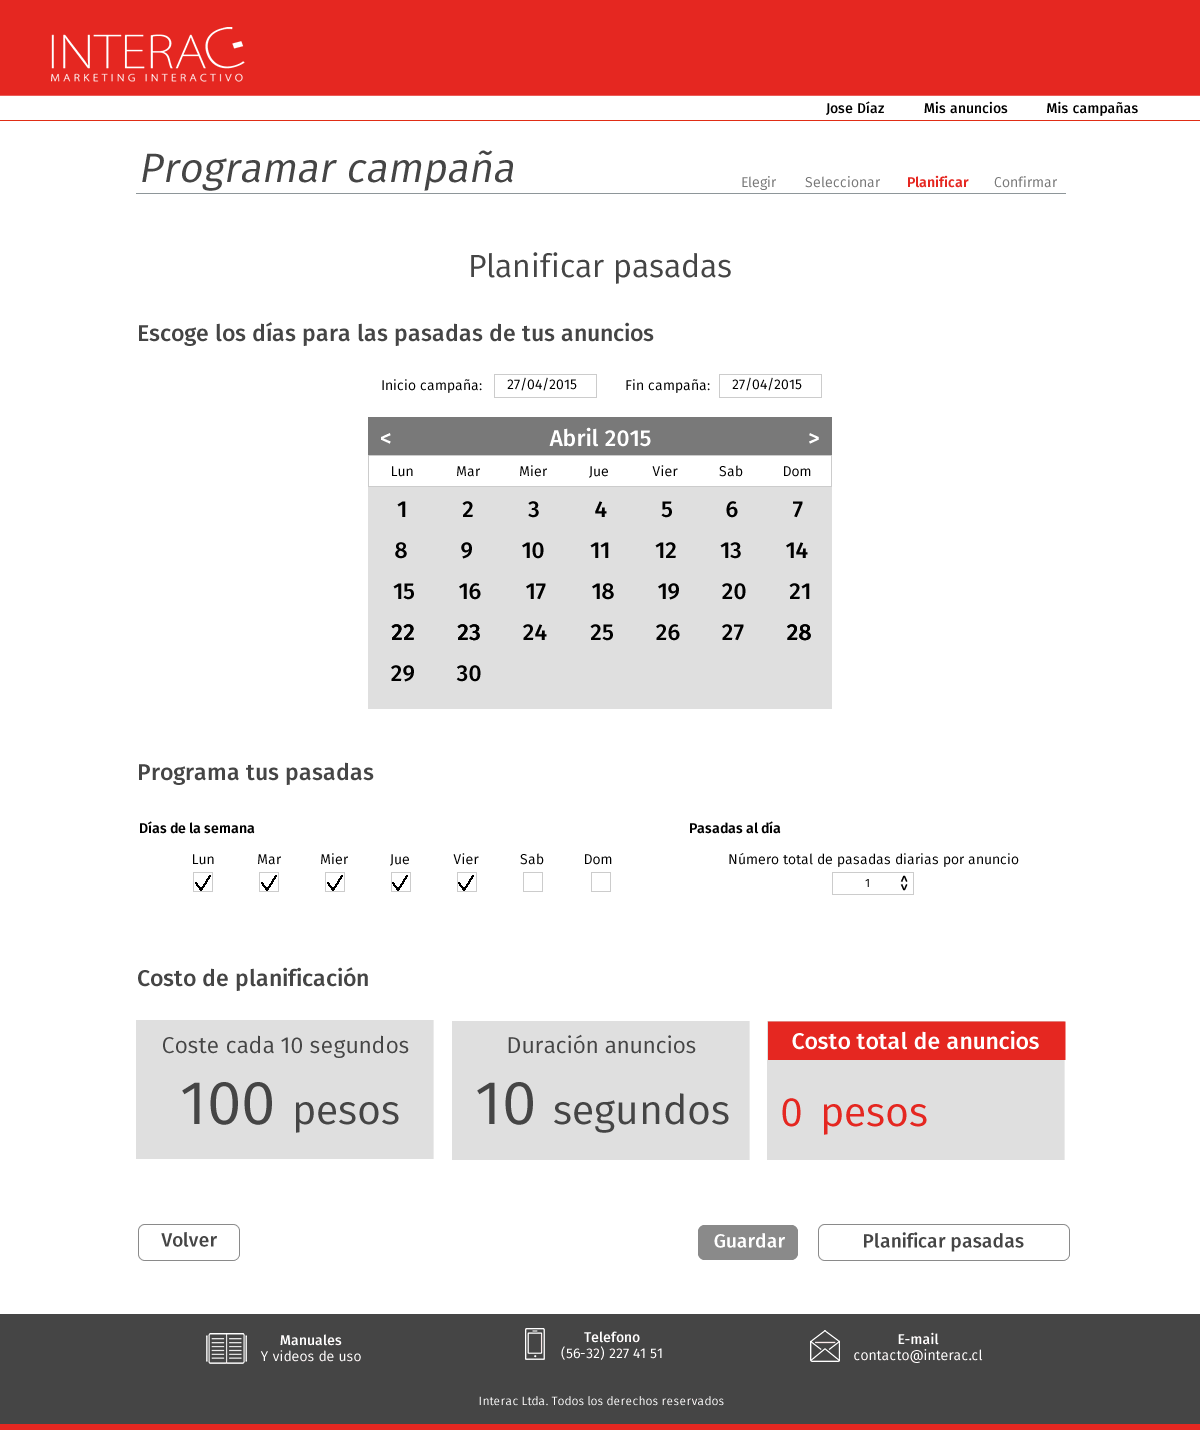 INTERAC
MARKETING INTERACTIVO
Jose Díaz Mis anuncios Mis campañas
Programar campaña
Elegir Seleccionar Planificar Confirmar
Planificar pasadas
Escoge los días para las pasadas de tus anuncios
Inicio campaña: 27/04/2015 Fin campaña: 27/04/2015
< Abril 2015 >
Lun Mar Mier Jue Vier Sab Dom
1 2 3 4 5 6 7
8 9 10 11 12 13 14
15 16 17 18 19 20 21
22 23 24 25 26 27 28
29 30
Programa tus pasadas
Días de la semana
Lun Mar Mier Jue Vier Sab Dom
Pasadas al día
Número total de pasadas diarias por anuncio
1
Costo de planificación
Coste cada 10 segundos
100 pesos
Duración anuncios
10 segundos
Costo total de anuncios
0 pesos
Volver Guardar Planificar pasadas
Manuales
Y videos de uso
Telefono
(56-32) 227 41 51
E-mail
contacto@interac.cl
Interac Ltda. Todos los derechos reservados